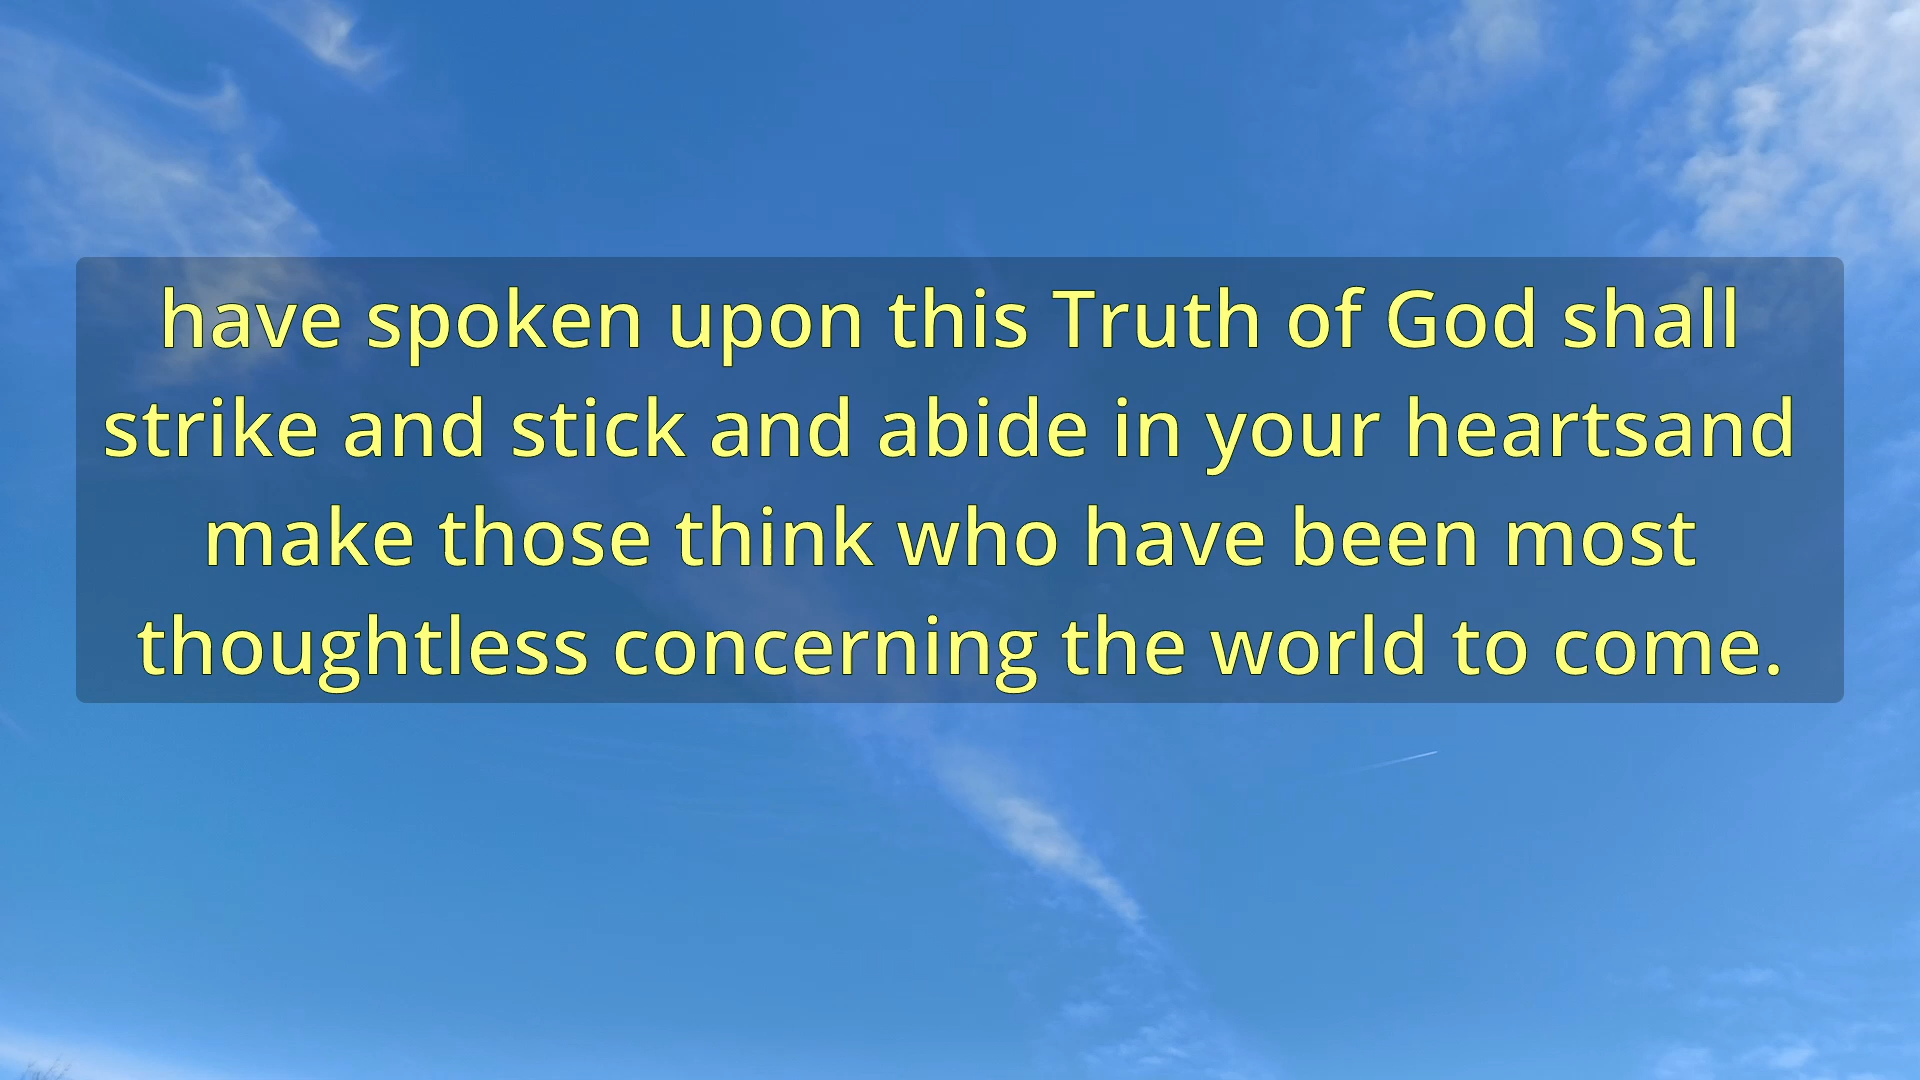 have spoken upon this Truth of God shall
strike and stick and abide in your heartsand
make those think who have been most
thoughtless concerning the world to come.